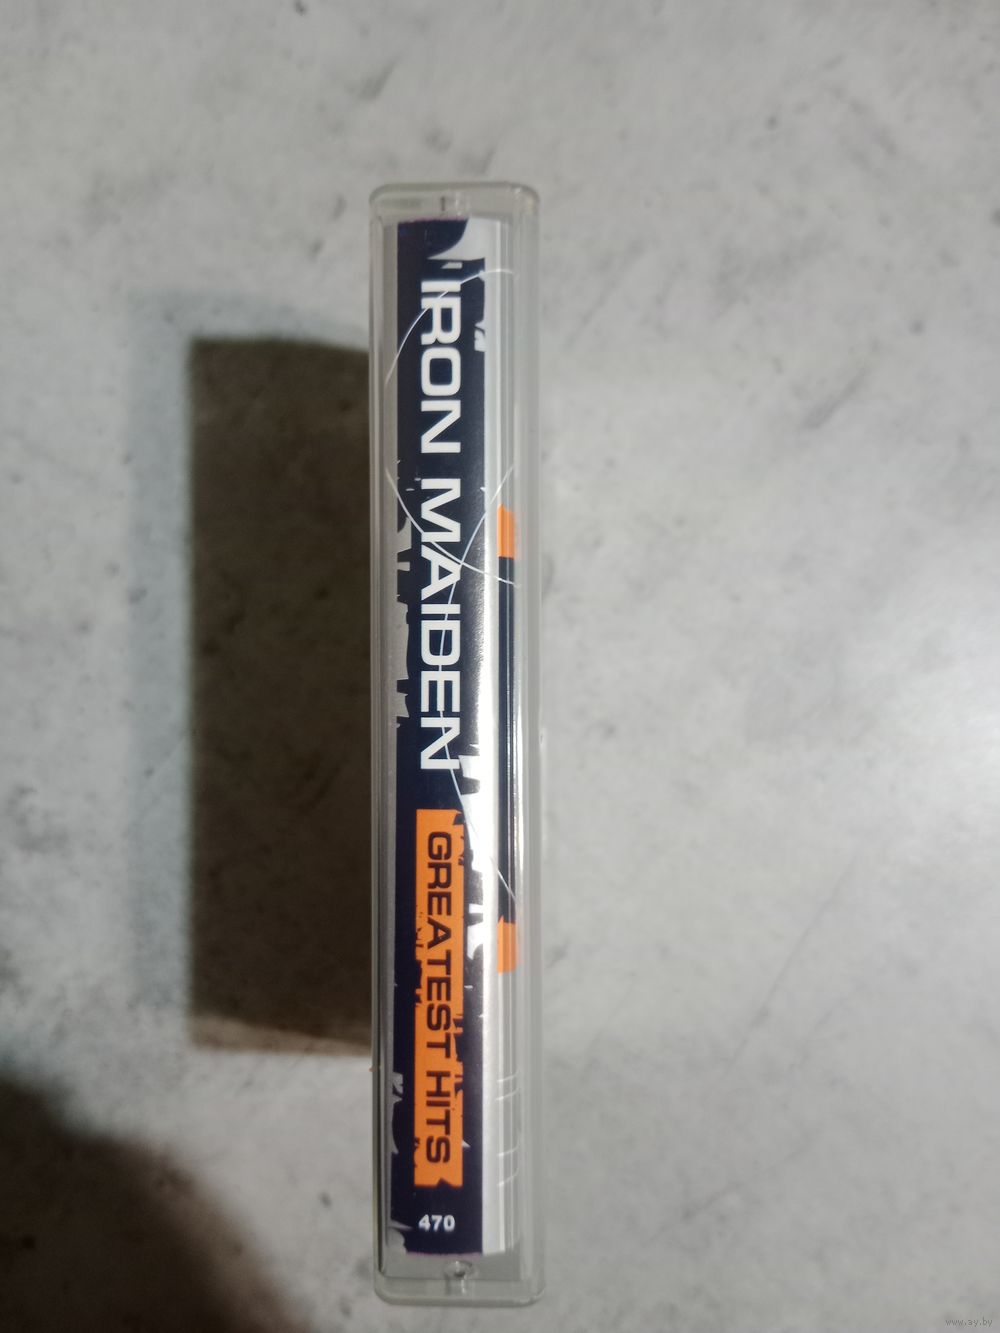 IRON MAIDEN
GREATEST HITS
470
www.ay.by